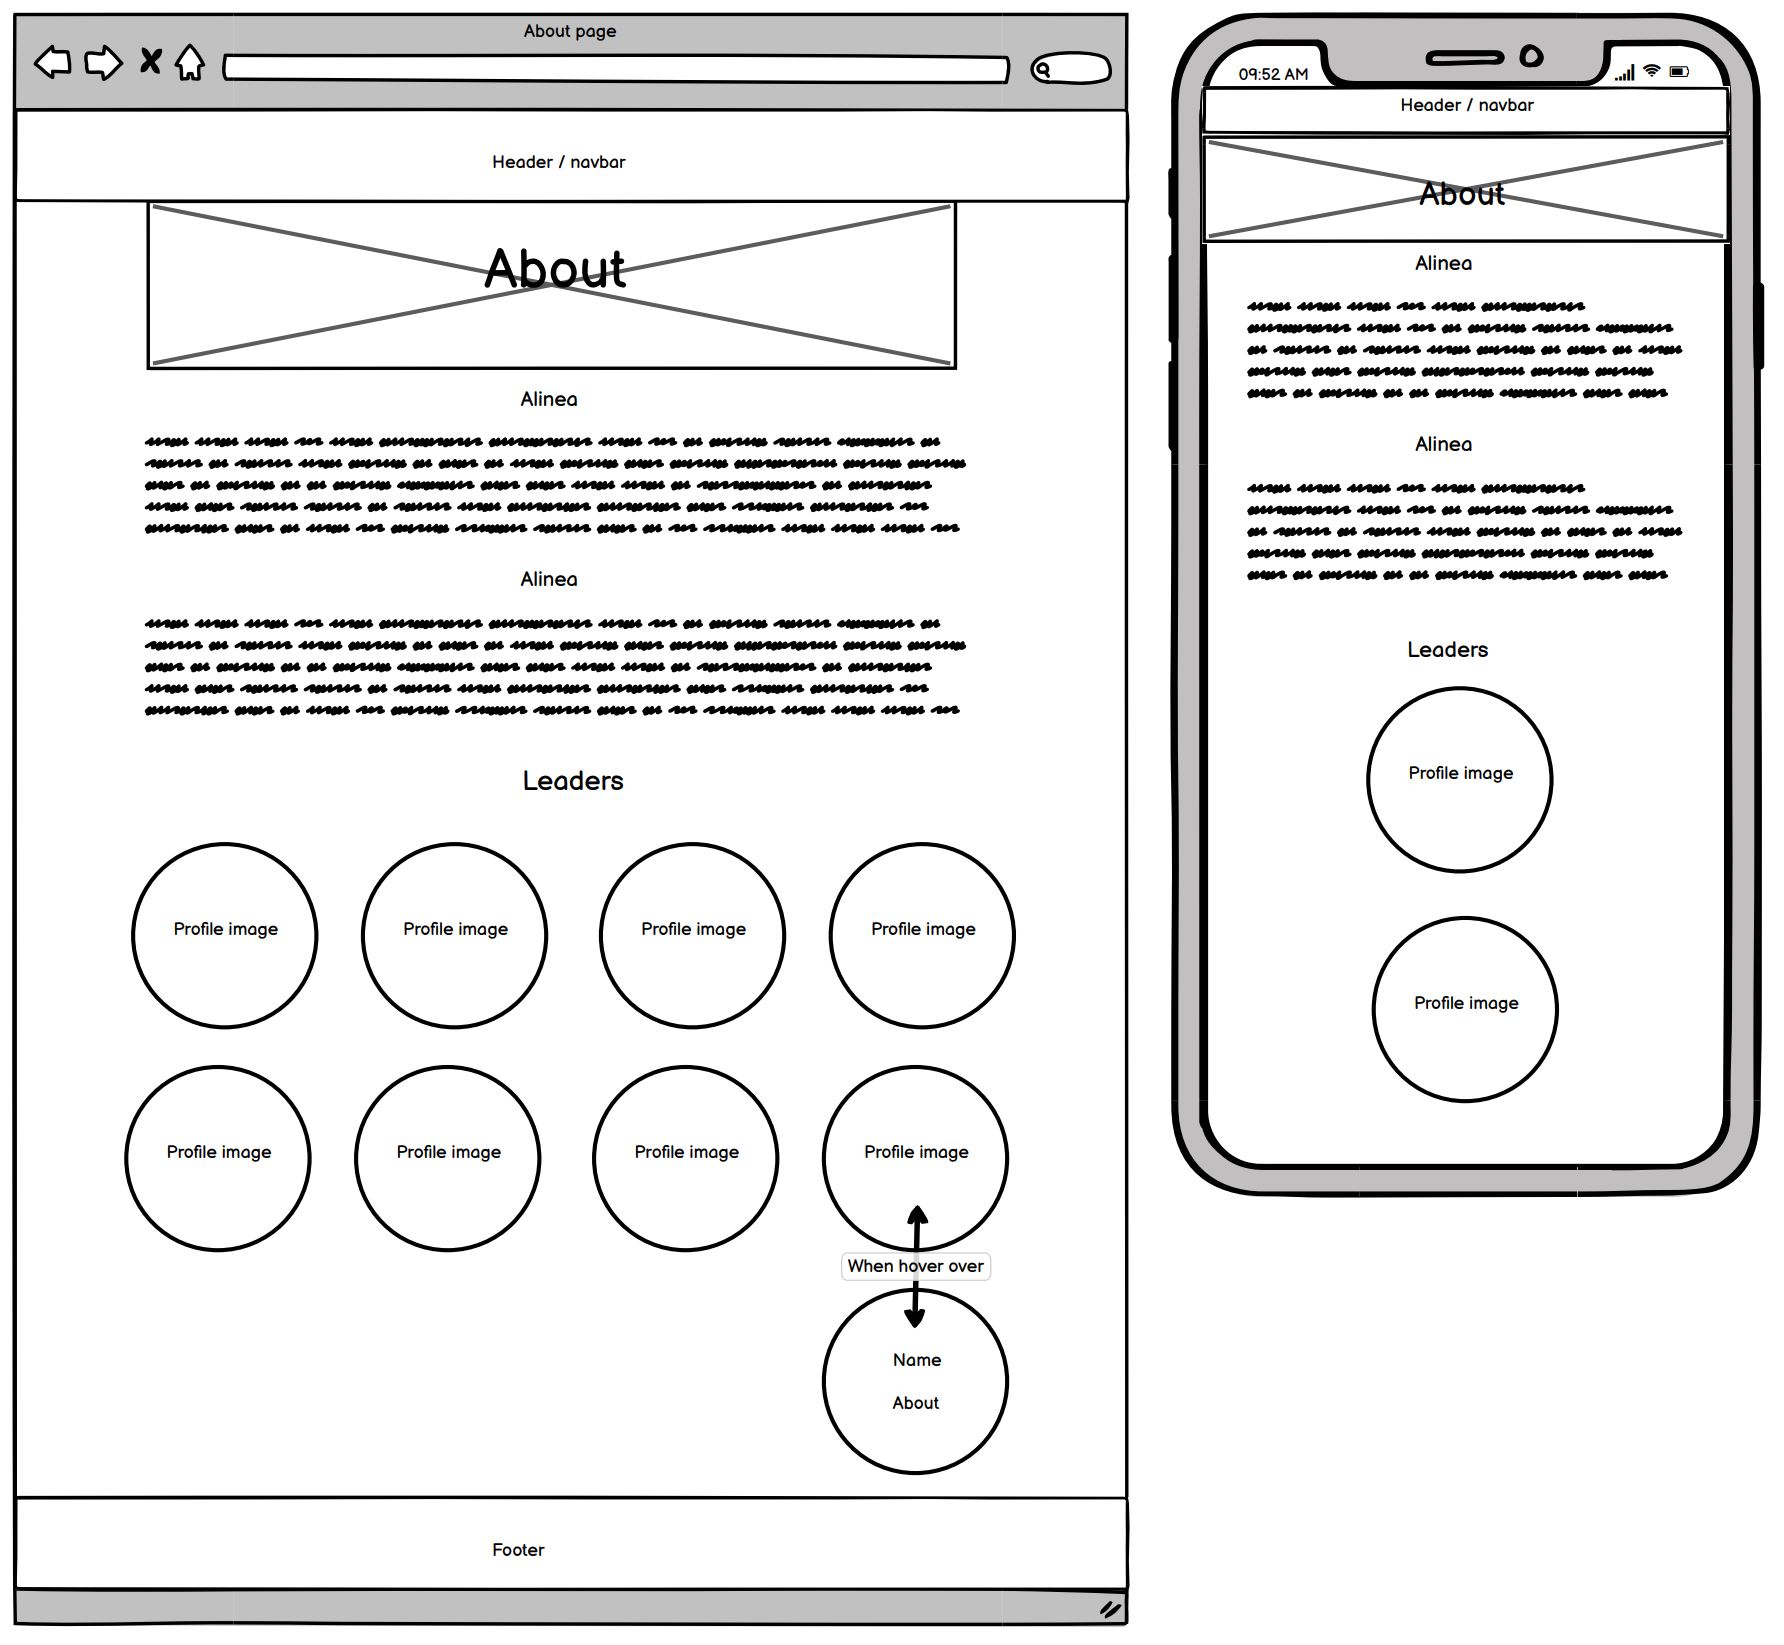 About page
Header / navbar
About
Alinea
Alinea
Leaders
Profile image Profile image Profile image Profile image
Profile image Profile image Profile image Profile image
When hover over
Name
About
Footer
09:52 AM
Header / navbar
About
Alinea
Alinea
Leaders
Profile image
Profile image